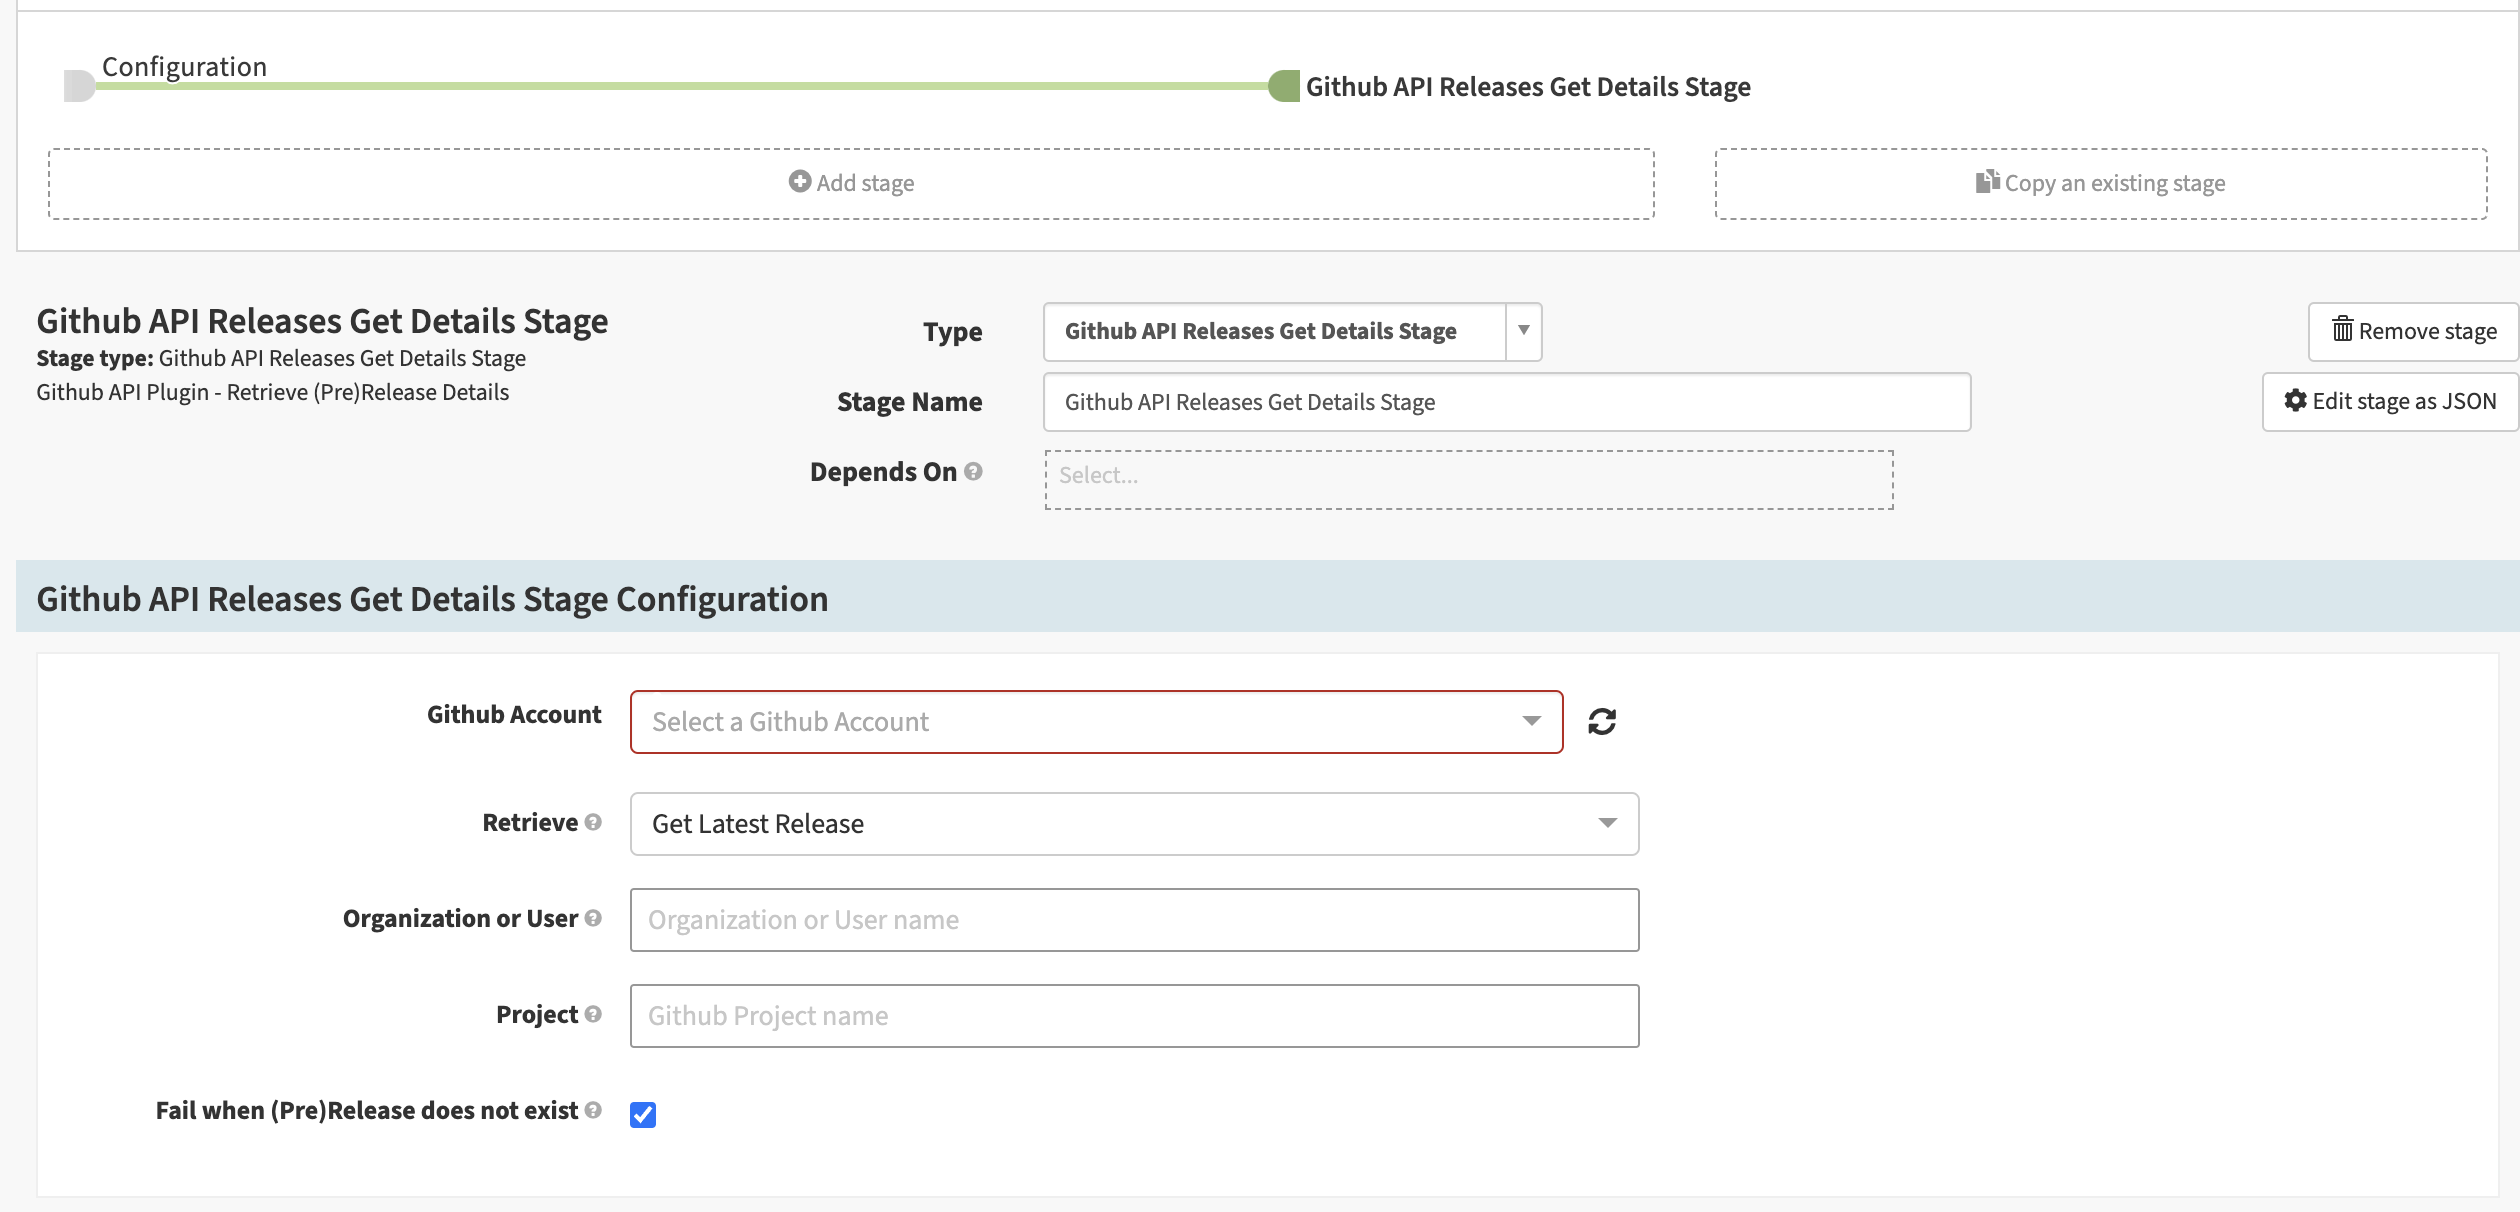 Configuration
Github API Releases Get Details Stage
Add stage
Copy an existing stage
Github API Releases Get Details Stage
Stage type: Github API Releases Get Details Stage
Github API Plugin - Retrieve (Pre)Release Details
Type
Github API Releases Get Details Stage
Remove stage
Stage Name
Github API Releases Get Details Stage
Edit stage as JSON
Depends On
Select...
Github API Releases Get Details Stage Configuration
Github Account
Select a Github Account
Retrieve
Get Latest Release
Organization or User
Organization or User name
Project
Github Project name
Fail when (Pre)Release does not exist